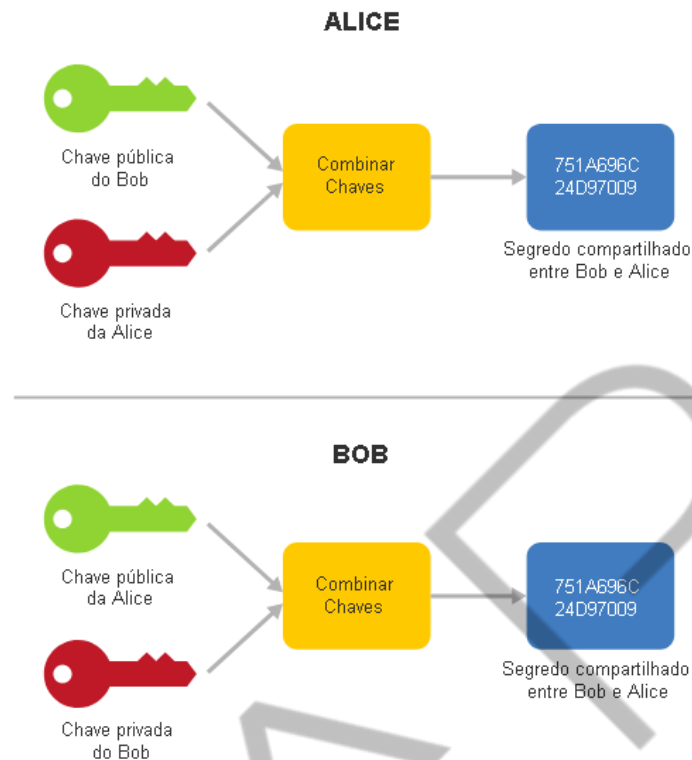 ALICE
Chave pública
do Bob
Combinar
Chaves
751A696C
24D97009
Segredo compartilhado
entre Bob e Alice
Chave privada
da Alice
BOB
Chave pública
da Alice
Combinar
Chaves
751A696C
24D97009
Segredo compartilhado
entre Bob e Alice
Chave privada
do Bob